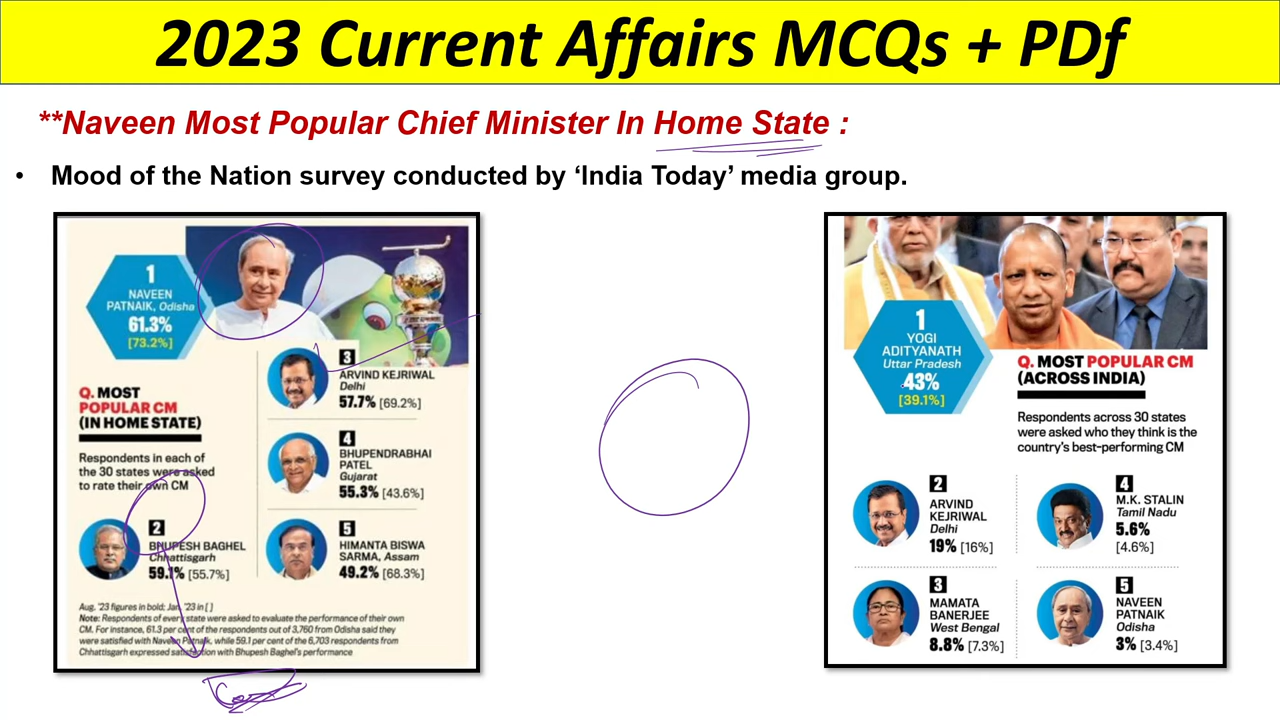 2023 Current Affairs MCQs + PDf
**Naveen Most Popular Chief Minister In Home State :
• Mood of the Nation survey conducted by ‘India Today’ media group.
1
NAVEEN
PATNAIK, Odisha
61.3%
[73.2%]
Q. MOST
POPULAR CM
(IN HOME STATE)
Respondents in each of
the 30 states were asked
to rate their own CM
2
BHUPESH BAGHEL
Chhattisgarh
59.1% [55.7%]
3
ARVIND KEJRIWAL
Delhi
57.7% [69.2%]
4
BHUPENDRABHAI
PATEL
Gujarat
55.3% [43.6%]
5
HIMANTA BISWA
SARMA, Assam
49.2% [68.3%]
Aug. '23 figures in bold; Jan. '23 in [ ]
Note: Respondents of every state were asked to evaluate the performance of their own
CM. For instance, 61.3 per cent of the respondents out of 3,760 from Odisha said they
were satisfied with Naveen Patnaik, while 59.1 per cent of the 6,703 respondents from
Chhattisgarh expressed satisfaction with Bhupesh Baghel's performance
1
YOGI
ADITYANATH
Uttar Pradesh
43%
[39.1%]
Q. MOST POPULAR CM
(ACROSS INDIA)
Respondents across 30 states
were asked who they think is the
country's best-performing CM
2
ARVIND
KEJRIWAL
Delhi
19% [16%]
3
MAMATA
BANERJEE
West Bengal
8.8% [7.3%]
4
M.K. STALIN
Tamil Nadu
5.6%
[4.6%]
5
NAVEEN
PATNAIK
Odisha
3% [3.4%]